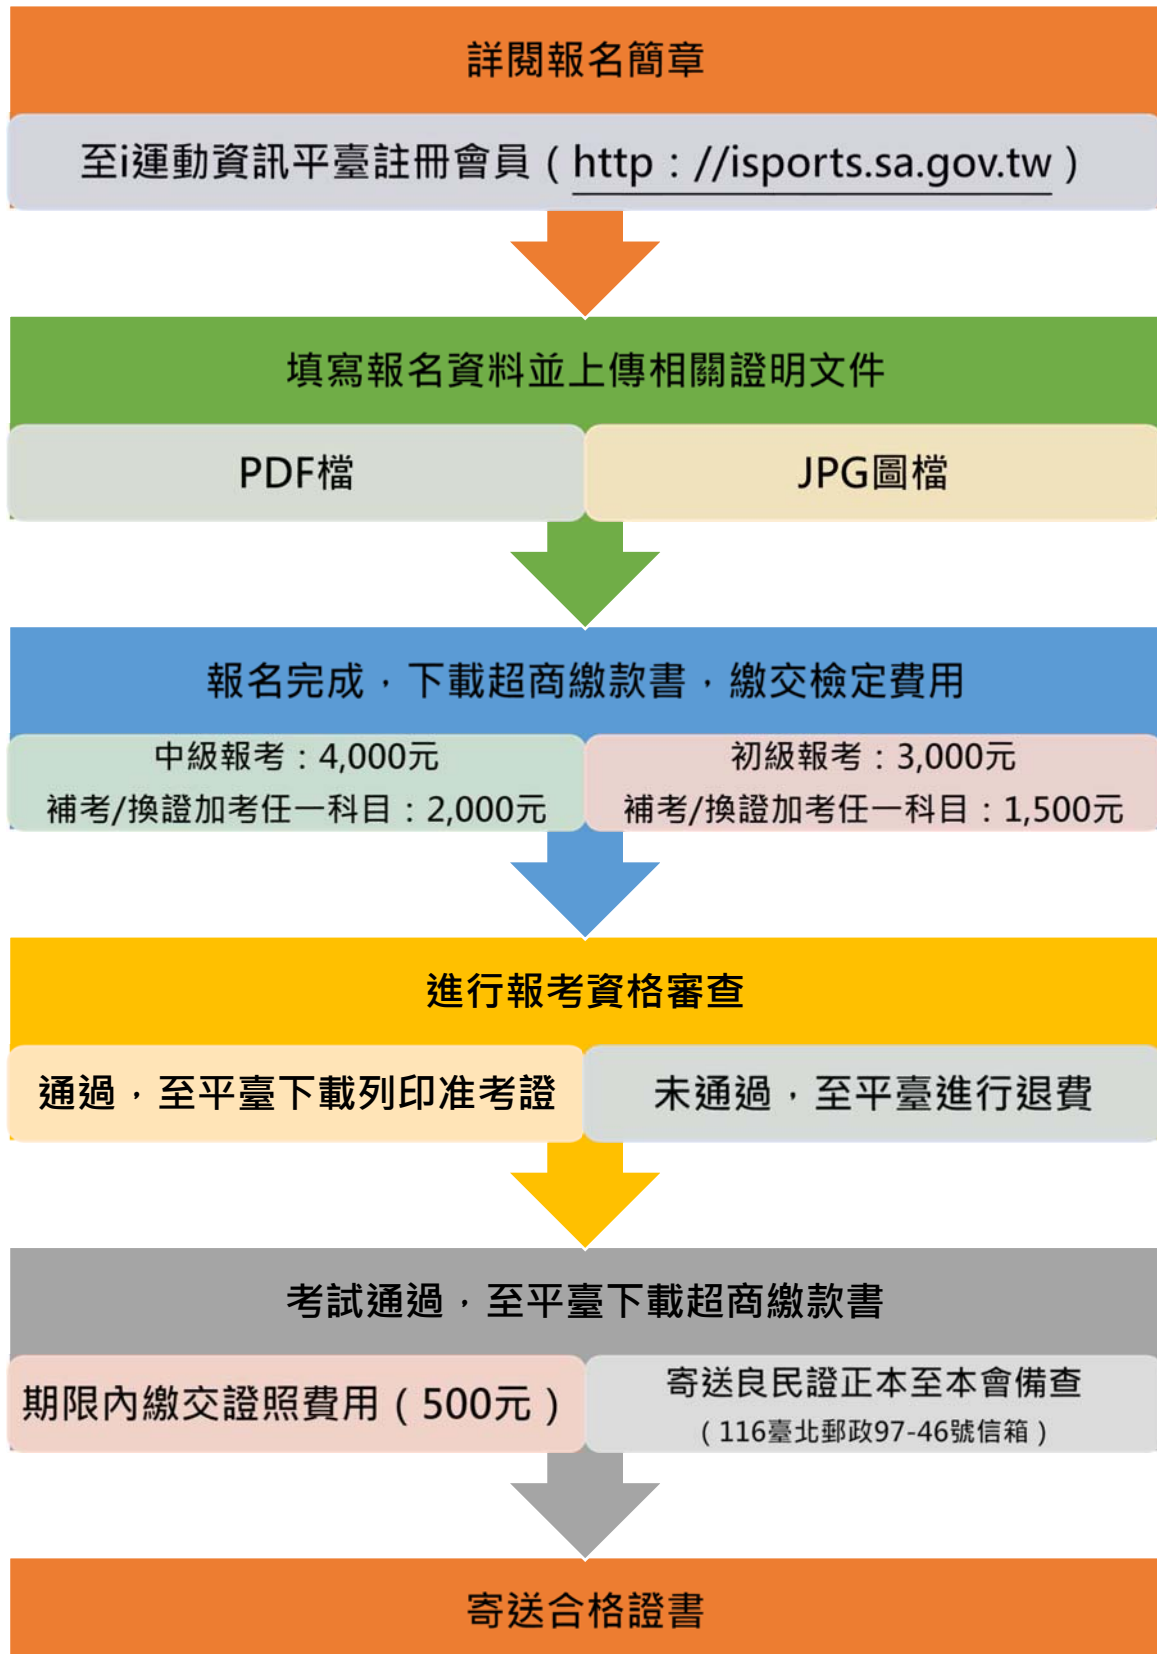 詳閱報名簡章
至i運動資訊平臺註冊會員（http：//isports.sa.gov.tw）
填寫報名資料並上傳相關證明文件
PDF檔
JPG圖檔
報名完成，下載超商繳款書，繳交檢定費用
中級報考：4,000元
補考/換證加考任一科目：2,000元
初級報考：3,000元
補考/換證加考任一科目：1,500元
進行報考資格審查
通過，至平臺下載列印准考證
未通過，至平臺進行退費
考試通過，至平臺下載超商繳款書
期限內繳交證照費用（500元）
寄送良民證正本至本會備查
（116臺北郵政97-46號信箱）
寄送合格證書